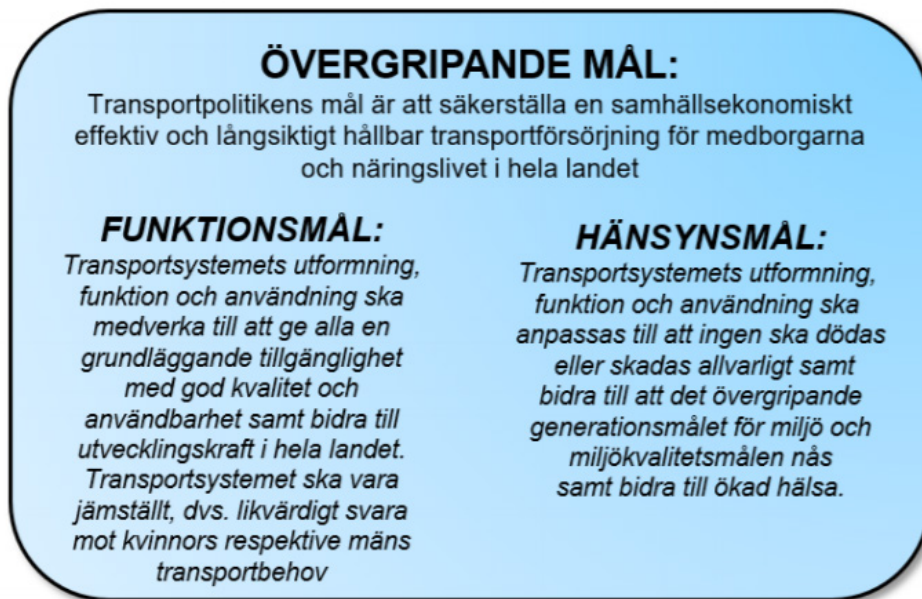 ÖVERGRIPANDE MÅL:
Transportpolitikens mål är att säkerställa en samhällsekonomiskt
effektiv och långsiktigt hållbar transportförsörjning för medborgarna
och näringslivet i hela landet
FUNKTIONSMÅL:
Transportsystemets utformning,
funktion och användning ska
medverka till att ge alla en
grundläggande tillgänglighet
med god kvalitet och
användbarhet samt bidra till
utvecklingskraft i hela landet.
Transportsystemet ska vara
jämställt, dvs. likvärdigt svara
mot kvinnors respektive mäns
transportbehov
HÄNSYNSMÅL:
Transportsystemets utformning,
funktion och användning ska
anpassas till att ingen ska dödas
eller skadas allvarligt samt
bidra till att det övergripande
generationsmålet för miljö och
miljökvalitetsmålen nås
samt bidra till ökad hälsa.